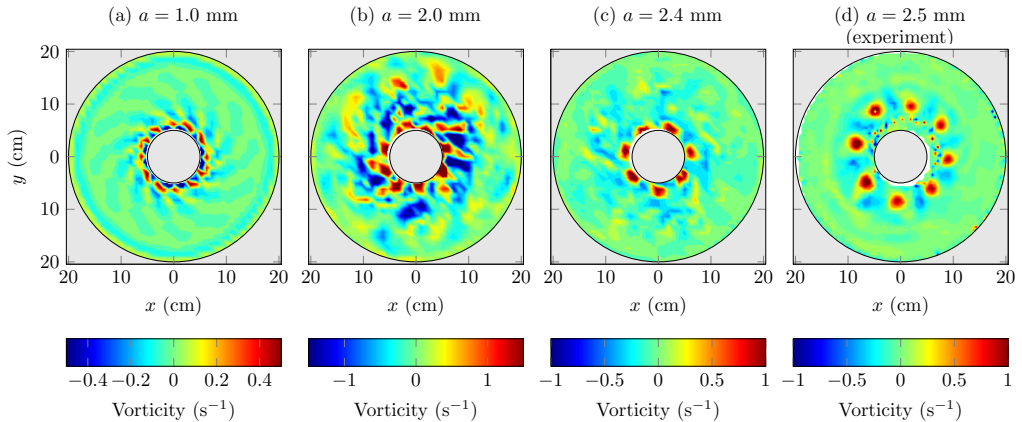 (a) a = 1.0 mm (b) a = 2.0 mm (c) a = 2.4 mm (d) a = 2.5 mm
(experiment)
20
10
0
10
20
y (cm)
20 10 0 10 20 20 10 0 10 20 20 10 0 10 20 20 10 0 10 20
x (cm) x (cm) x (cm) x (cm)
−0.4 −0.2 0 0.2 0.4 −1 0 1 −1 −0.5 0 0.5 1 −1 −0.5 0 0.5 1
Vorticity (s⁻¹) Vorticity (s⁻¹) Vorticity (s⁻¹) Vorticity (s⁻¹)